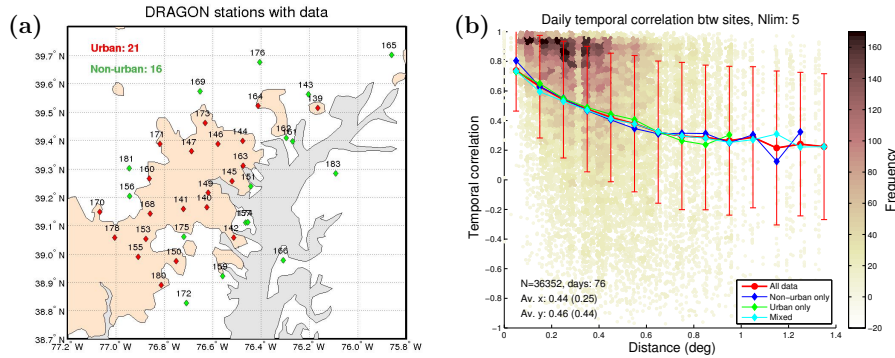 (a)
DRAGON stations with data
Urban: 21
Non-urban: 16
39.7° N
39.6° N
39.5° N
39.4° N
39.3° N
39.2° N
39.1° N
39.0° N
38.9° N
38.8° N
38.7° N
165
176
169
143
164
139
173
171
146
144
162
161
147
163
181
160
145
151
183
156
149
170
168
141
140
174
178
153
175
142
155
150
166
180
159
172
77.2° W
77.0° W
76.8° W
76.6° W
76.4° W
76.2° W
76.0° W
75.8° W
(b)
Daily temporal correlation btw sites, Nlim: 5
Temporal correlation
1
0.8
0.6
0.4
0.2
0
−0.2
−0.4
−0.6
−0.8
−1
N=36352, days: 76
Av. x: 0.44 (0.25)
Av. y: 0.46 (0.44)
All data
Non-urban only
Urban only
Mixed
0
0.2
0.4
0.6
0.8
1
1.2
1.4
Distance (deg)
160
140
120
100
80
60
40
20
0
−20
Frequency